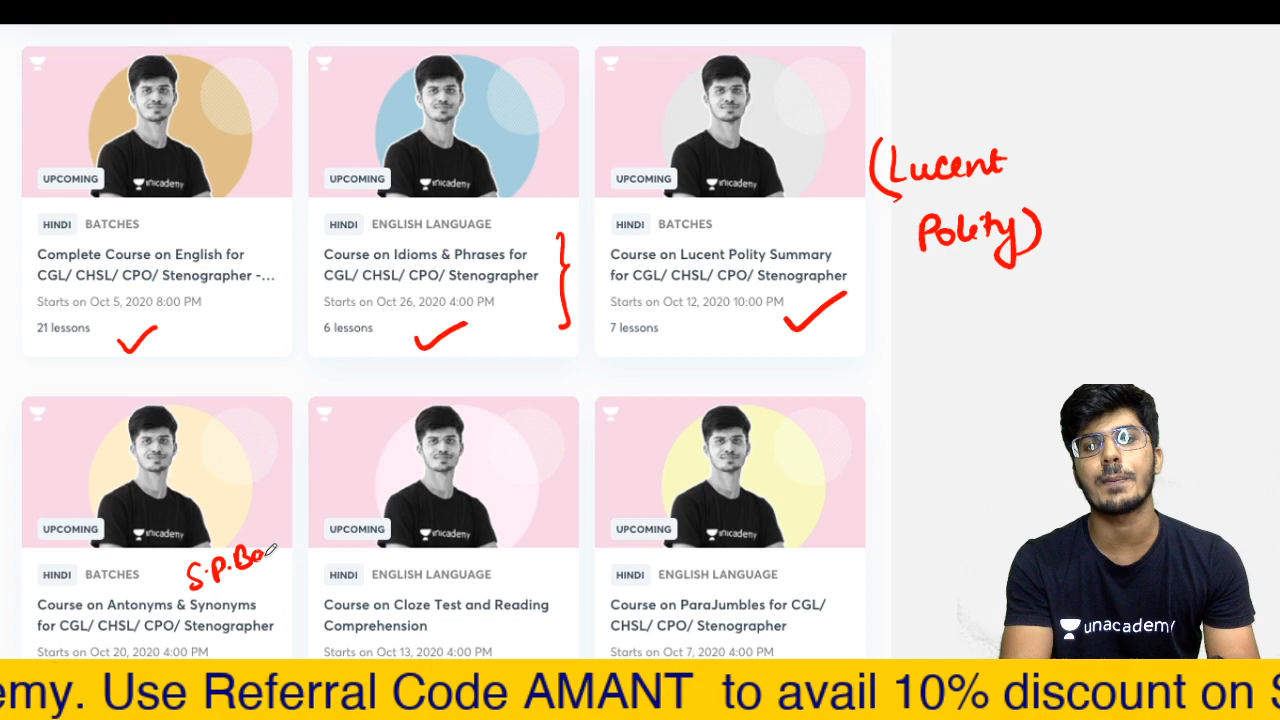 UPCOMING
HINDI BATCHES
Complete Course on English for
CGL/ CHSL/ CPO/ Stenographer -...
Starts on Oct 5, 2020 8:00 PM
21 lessons
unacademy
UPCOMING
HINDI ENGLISH LANGUAGE
Course on Idioms & Phrases for
CGL/ CHSL/ CPO/ Stenographer
Starts on Oct 26, 2020 4:00 PM
6 lessons
unacademy
UPCOMING
HINDI BATCHES
Course on Lucent Polity Summary
for CGL/ CHSL/ CPO/ Stenographer
Starts on Oct 12, 2020 10:00 PM
7 lessons
unacademy
(Lucent
Polity)
UPCOMING
unacademy
S.P.Ba
HINDI BATCHES
Course on Antonyms & Synonyms
for CGL/ CHSL/ CPO/ Stenographer
Starts on Oct 20, 2020 4:00 PM
UPCOMING
unacademy
HINDI ENGLISH LANGUAGE
Course on Cloze Test and Reading
Comprehension
Starts on Oct 13, 2020 4:00 PM
UPCOMING
unacademy
HINDI ENGLISH LANGUAGE
Course on ParaJumbles for CGL/
CHSL/ CPO/ Stenographer
Starts on Oct 7, 2020 4:00 PM
unacademy
emy. Use Referral Code AMANT to avail 10% discount on S